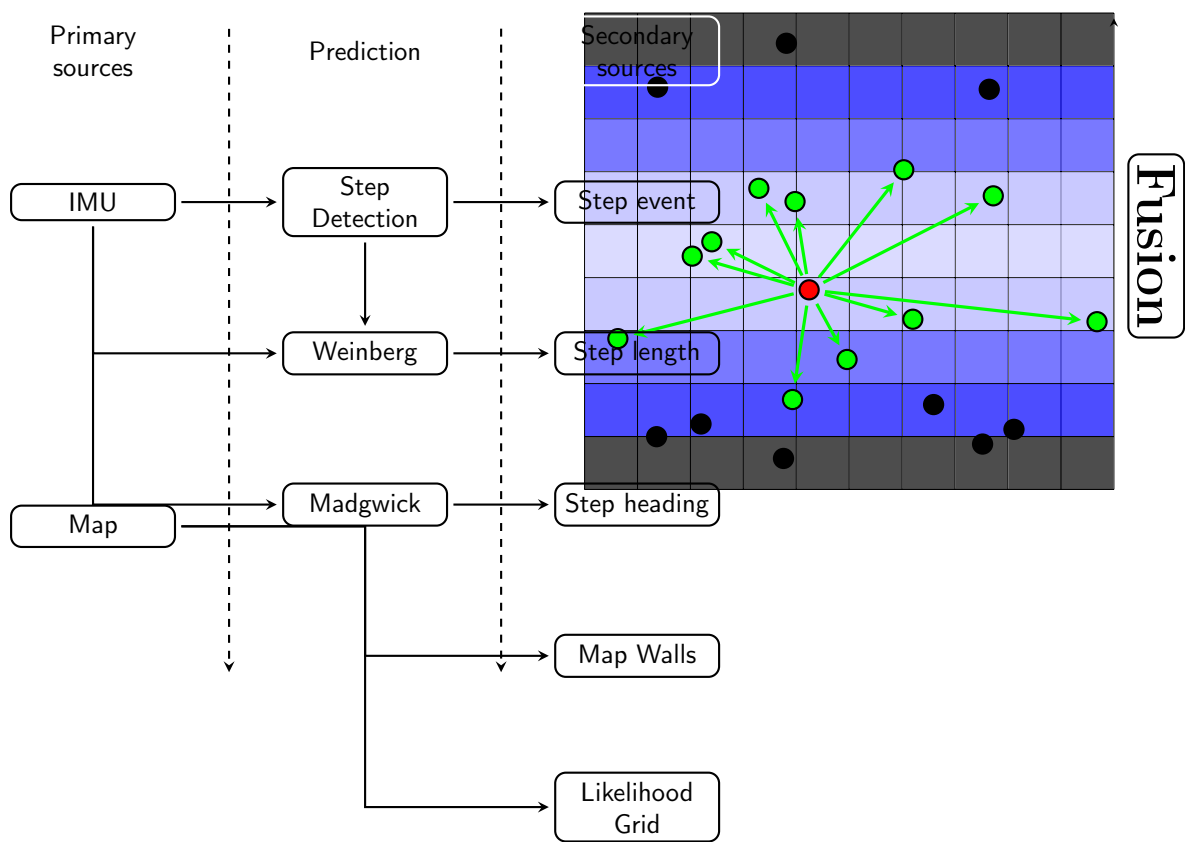 Primary
sources
Prediction
Secondary
sources
IMU
Step
Detection
Step event
Fusion
Weinberg
Step length
Madgwick
Step heading
Map
Map Walls
Likelihood
Grid